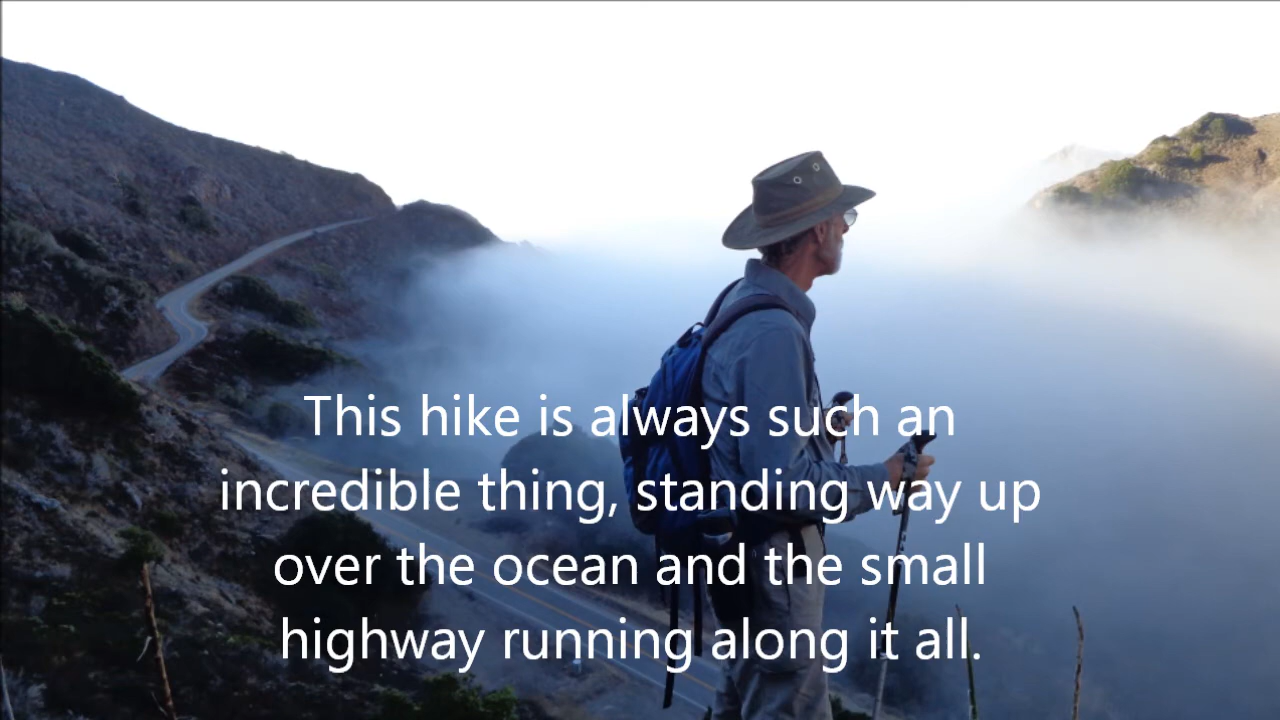 This hike is always such an
incredible thing, standing way up
over the ocean and the small
highway running along it all.